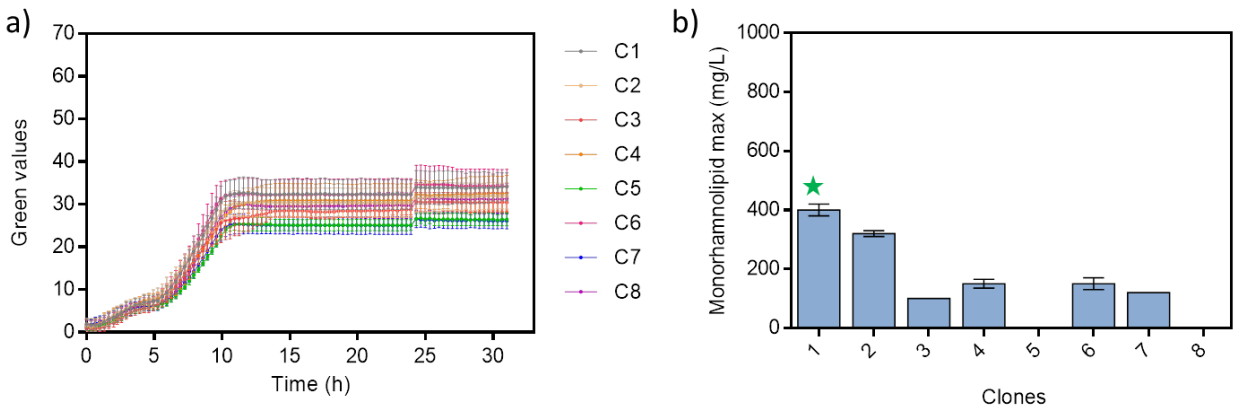 a)
70
60
50
40
30
20
10
0
Green values
0 5 10 15 20 25 30
Time (h)
C1
C2
C3
C4
C5
C6
C7
C8
b)
1000
800
600
400
200
0
Monorhamnolipid max (mg/L)
1 2 3 4 5 6 7 8
Clones